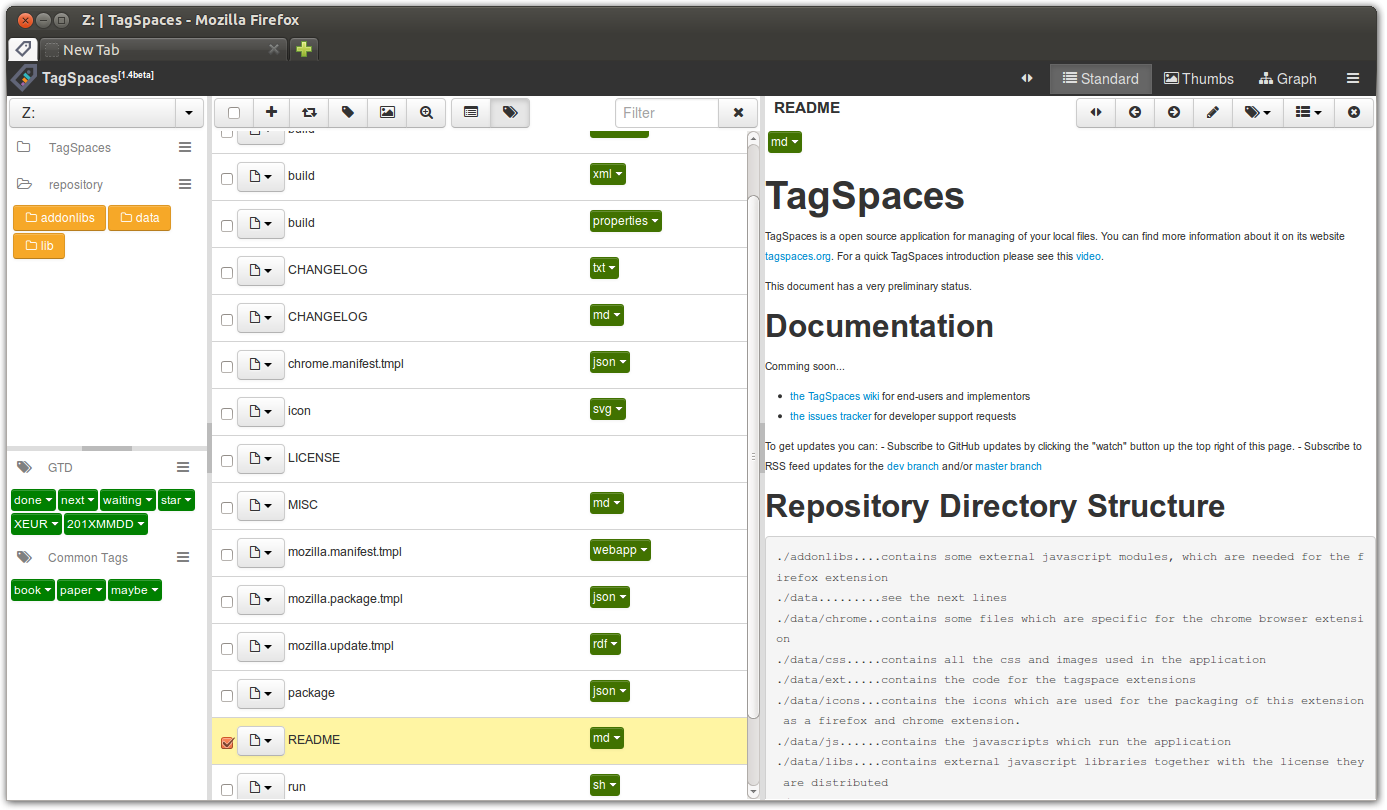 Z: | TagSpaces - Mozilla Firefox
New Tab
TagSpaces[1.4beta]
Standard
Thumbs
Graph
Z:
TagSpaces
repository
addonlibs
data
lib
GTD
done
next
waiting
star
XEUR
201XMMDD
Common Tags
book
paper
maybe
Filter
build
build
xml
build
properties
CHANGELOG
txt
CHANGELOG
md
chrome.manifest.tmpl
json
icon
svg
LICENSE
MISC
md
mozilla.manifest.tmpl
webapp
mozilla.package.tmpl
json
mozilla.update.tmpl
rdf
package
json
README
md
run
sh
README
md
TagSpaces
TagSpaces is a open source application for managing of your local files. You can find more information about it on its website
tagspaces.org. For a quick TagSpaces introduction please see this video.
This document has a very preliminary status.
Documentation
Comming soon...
the TagSpaces wiki for end-users and implementors
the issues tracker for developer support requests
To get updates you can: - Subscribe to GitHub updates by clicking the "watch" button up the top right of this page. - Subscribe to
RSS feed updates for the dev branch and/or master branch
Repository Directory Structure
./addonlibs....contains some external javascript modules, which are needed for the f
irefox extension
./data.........see the next lines
./data/chrome..contains some files which are specific for the chrome browser extensi
on
./data/css.....contains all the css and images used in the application
./data/ext.....contains the code for the tagspace extensions
./data/icons...contains the icons which are used for the packaging of this extension
as a firefox and chrome extension.
./data/js......contains the javascripts which run the application
./data/libs....contains external javascript libraries together with the license they
are distributed